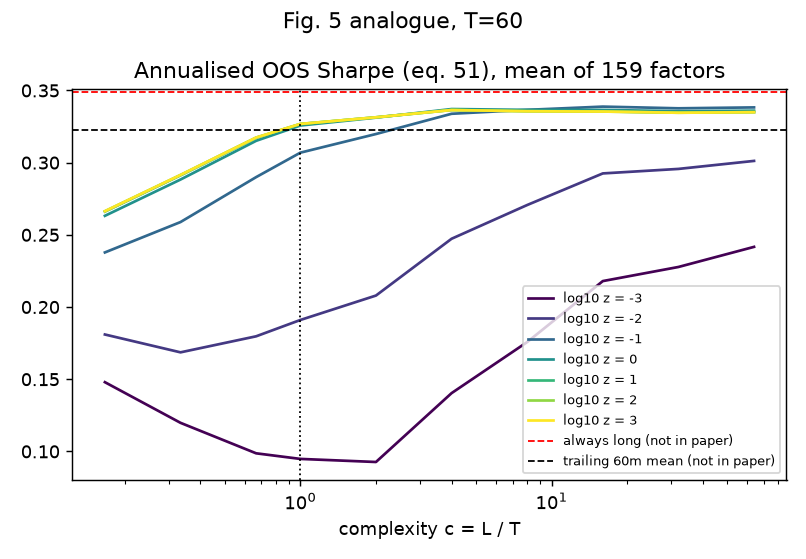 Fig. 5 analogue, T=60
Annualised OOS Sharpe (eq. 51), mean of 159 factors
0.35
0.30
0.25
0.20
0.15
0.10
log10 z = -3
log10 z = -2
log10 z = -1
log10 z = 0
log10 z = 1
log10 z = 2
log10 z = 3
always long (not in paper)
trailing 60m mean (not in paper)
10⁰
10¹
complexity c = L / T